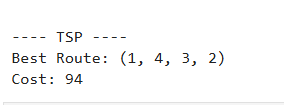 ---- TSP ----
Best Route: (1, 4, 3, 2)
Cost: 94